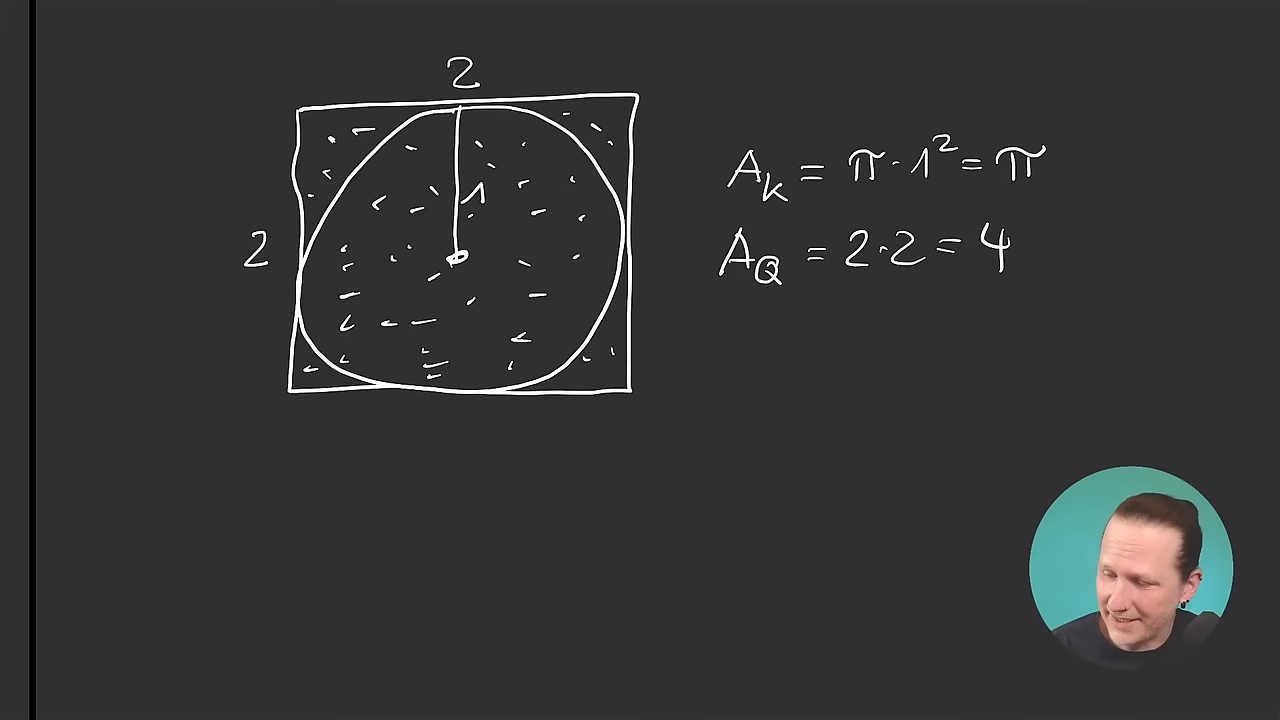 2
1
2
A_K = π · 1² = π
A_Q = 2 · 2 = 4